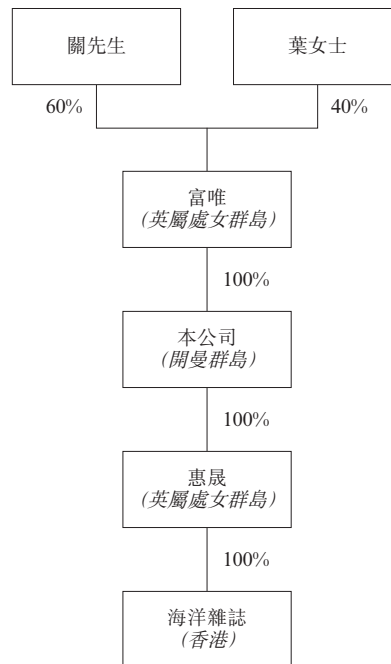 關先生
葉女士
60%
40%
富唯
(英屬處女群島)
100%
本公司
(開曼群島)
100%
惠晟
(英屬處女群島)
100%
海洋雜誌
(香港)